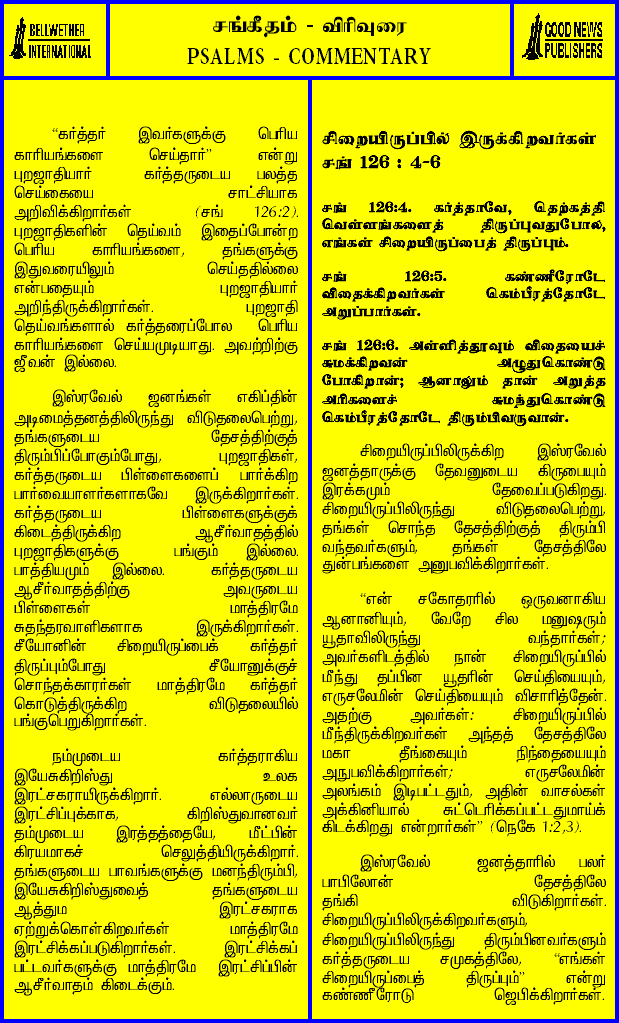 BELLWETHER
INTERNATIONAL
சங்கீதம் - விரிவுரை
PSALMS - COMMENTARY
GOOD NEWS
PUBLISHERS
“கர்த்தர் இவர்களுக்கு பெரிய
காரியங்களை செய்தார்” என்று
புறஜாதியார் கர்த்தருடைய பலத்த
செய்கையை சாட்சியாக
அறிவிக்கிறார்கள் (சங் 126:2).
புறஜாதிகளின் தெய்வம் இதைப்போன்ற
பெரிய காரியங்களை, தங்களுக்கு
இதுவரையிலும் செய்ததில்லை
என்பதையும் புறஜாதியார்
அறிந்திருக்கிறார்கள். புறஜாதி
தெய்வங்களால் கர்த்தரைப்போல பெரிய
காரியங்களை செய்யமுடியாது. அவற்றிற்கு
ஜீவன் இல்லை.
இஸ்ரவேல் ஜனங்கள் எகிப்தின்
அடிமைத்தனத்திலிருந்து விடுதலைபெற்று,
தங்களுடைய தேசத்திற்குத்
திரும்பிப்போகும்போது, புறஜாதிகள்,
கர்த்தருடைய பிள்ளைகளைப் பார்க்கிற
பார்வையாளர்களாகவே இருக்கிறார்கள்.
கர்த்தருடைய பிள்ளைகளுக்குக்
கிடைத்திருக்கிற ஆசீர்வாதத்தில்
புறஜாதிகளுக்கு பங்கும் இல்லை.
பாத்தியமும் இல்லை. கர்த்தருடைய
ஆசீர்வாதத்திற்கு அவருடைய
பிள்ளைகள் மாத்திரமே
சுதந்தரவாளிகளாக இருக்கிறார்கள்.
சீயோனின் சிறையிருப்பைக் கர்த்தர்
திருப்பும்போது சீயோனுக்குச்
சொந்தக்காரர்கள் மாத்திரமே கர்த்தர்
கொடுத்திருக்கிற விடுதலையில்
பங்குபெறுகிறார்கள்.
நம்முடைய கர்த்தராகிய
இயேசுகிறிஸ்து உலக
இரட்சகராயிருக்கிறார். எல்லாருடைய
இரட்சிப்புக்காக, கிறிஸ்துவானவர்
தம்முடைய இரத்தத்தையே, மீட்பின்
கிரயமாகச் செலுத்தியிருக்கிறார்.
தங்களுடைய பாவங்களுக்கு மனந்திரும்பி,
இயேசுகிறிஸ்துவைத் தங்களுடைய
ஆத்தும இரட்சகராக
ஏற்றுக்கொள்கிறவர்கள் மாத்திரமே
இரட்சிக்கப்படுகிறார்கள். இரட்சிக்கப்
பட்டவர்களுக்கு மாத்திரமே இரட்சிப்பின்
ஆசீர்வாதம் கிடைக்கும்.
சிறையிருப்பில் இருக்கிறவர்கள்
சங் 126 : 4-6
சங் 126:4. கர்த்தாவே, தெற்கத்தி
வெள்ளங்களைத் திருப்புவதுபோல,
எங்கள் சிறையிருப்பைத் திருப்பும்.
சங் 126:5. கண்ணீரோடே
விதைக்கிறவர்கள் கெம்பீரத்தோடே
அறுப்பார்கள்.
சங் 126:6. அள்ளித்தூவும் விதையைச்
சுமக்கிறவன் அழுதுகொண்டு
போகிறான்; ஆனாலும் தான் அறுத்த
அரிகளைச் சுமந்துகொண்டு
கெம்பீரத்தோடே திரும்பிவருவான்.
சிறையிருப்பிலிருக்கிற இஸ்ரவேல்
ஜனத்தாருக்கு தேவனுடைய கிருபையும்
இரக்கமும் தேவைப்படுகிறது.
சிறையிருப்பிலிருந்து விடுதலைபெற்று,
தங்கள் சொந்த தேசத்திற்குத் திரும்பி
வந்தவர்களும், தங்கள் தேசத்திலே
துன்பங்களை அனுபவிக்கிறார்கள்.
“என் சகோதரரில் ஒருவனாகிய
ஆனானியும், வேறே சில மனுஷரும்
யூதாவிலிருந்து வந்தார்கள்;
அவர்களிடத்தில் நான் சிறையிருப்பில்
மீந்து தப்பின யூதரின் செய்தியையும்,
எருசலேமின் செய்தியையும் விசாரித்தேன்.
அதற்கு அவர்கள்: சிறையிருப்பில்
மீந்திருக்கிறவர்கள் அந்தத் தேசத்திலே
மகா தீங்கையும் நிந்தையையும்
அநுபவிக்கிறார்கள்; எருசலேமின்
அலங்கம் இடிபட்டதும், அதின் வாசல்கள்
அக்கினியால் சுட்டெரிக்கப்பட்டதுமாய்க்
கிடக்கிறது என்றார்கள்” (நெகே 1:2,3).
இஸ்ரவேல் ஜனத்தாரில் பலர்
பாபிலோன் தேசத்திலே
தங்கி விடுகிறார்கள்.
சிறையிருப்பிலிருக்கிறவர்களும்,
சிறையிருப்பிலிருந்து திரும்பினவர்களும்
கர்த்தருடைய சமுகத்திலே, “எங்கள்
சிறையிருப்பைத் திருப்பும்” என்று
கண்ணீரோடு ஜெபிக்கிறார்கள்.